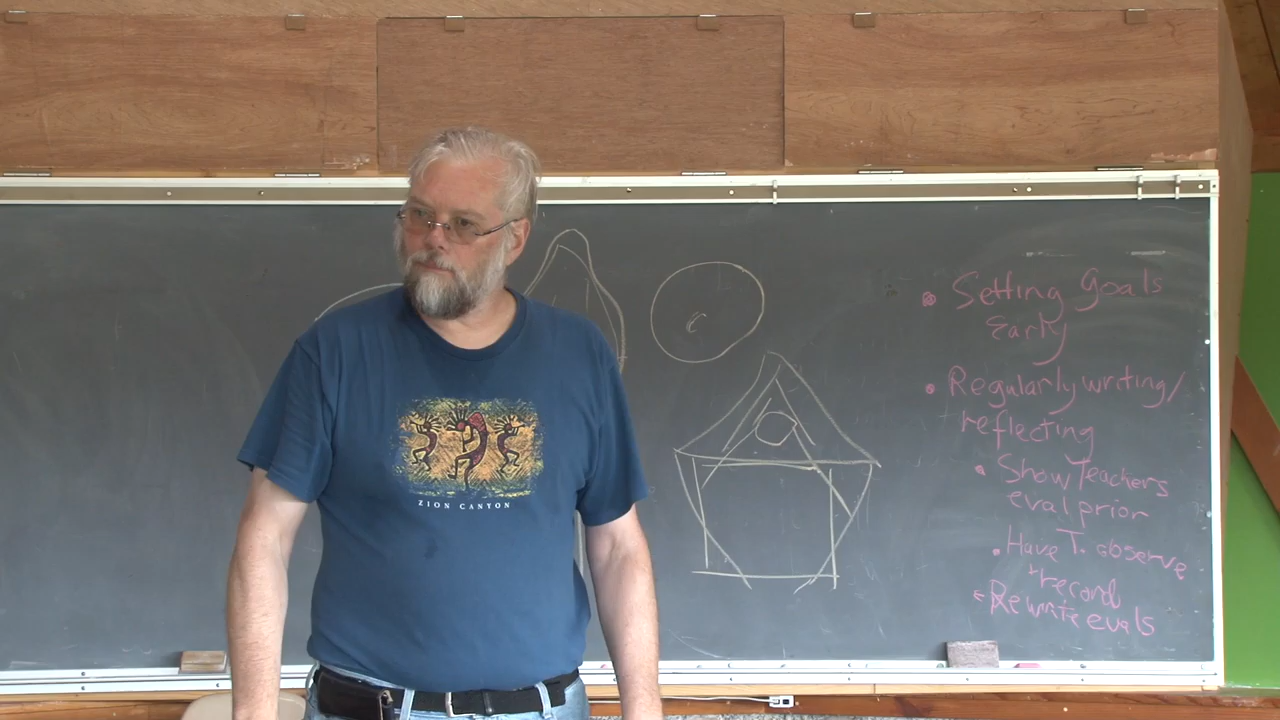 ZION CANYON
c
• Setting Goals
Early
• Regularly writing/
reflecting
• Show Teachers
eval prior
• Have T. observe
+ record
• Rewrite evals